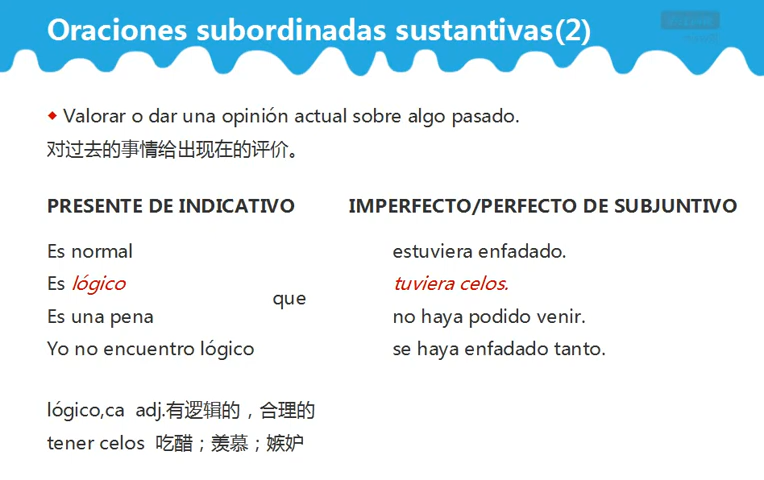 Oraciones subordinadas sustantivas(2)
◆ Valorar o dar una opinión actual sobre algo pasado.
对过去的事情给出现在的评价。
PRESENTE DE INDICATIVO IMPERFECTO/PERFECTO DE SUBJUNTIVO
Es normal estuviera enfadado.
Es lógico tuviera celos.
que
Es una pena no haya podido venir.
Yo no encuentro lógico se haya enfadado tanto.
lógico,ca adj.有逻辑的，合理的
tener celos 吃醋；羡慕；嫉妒